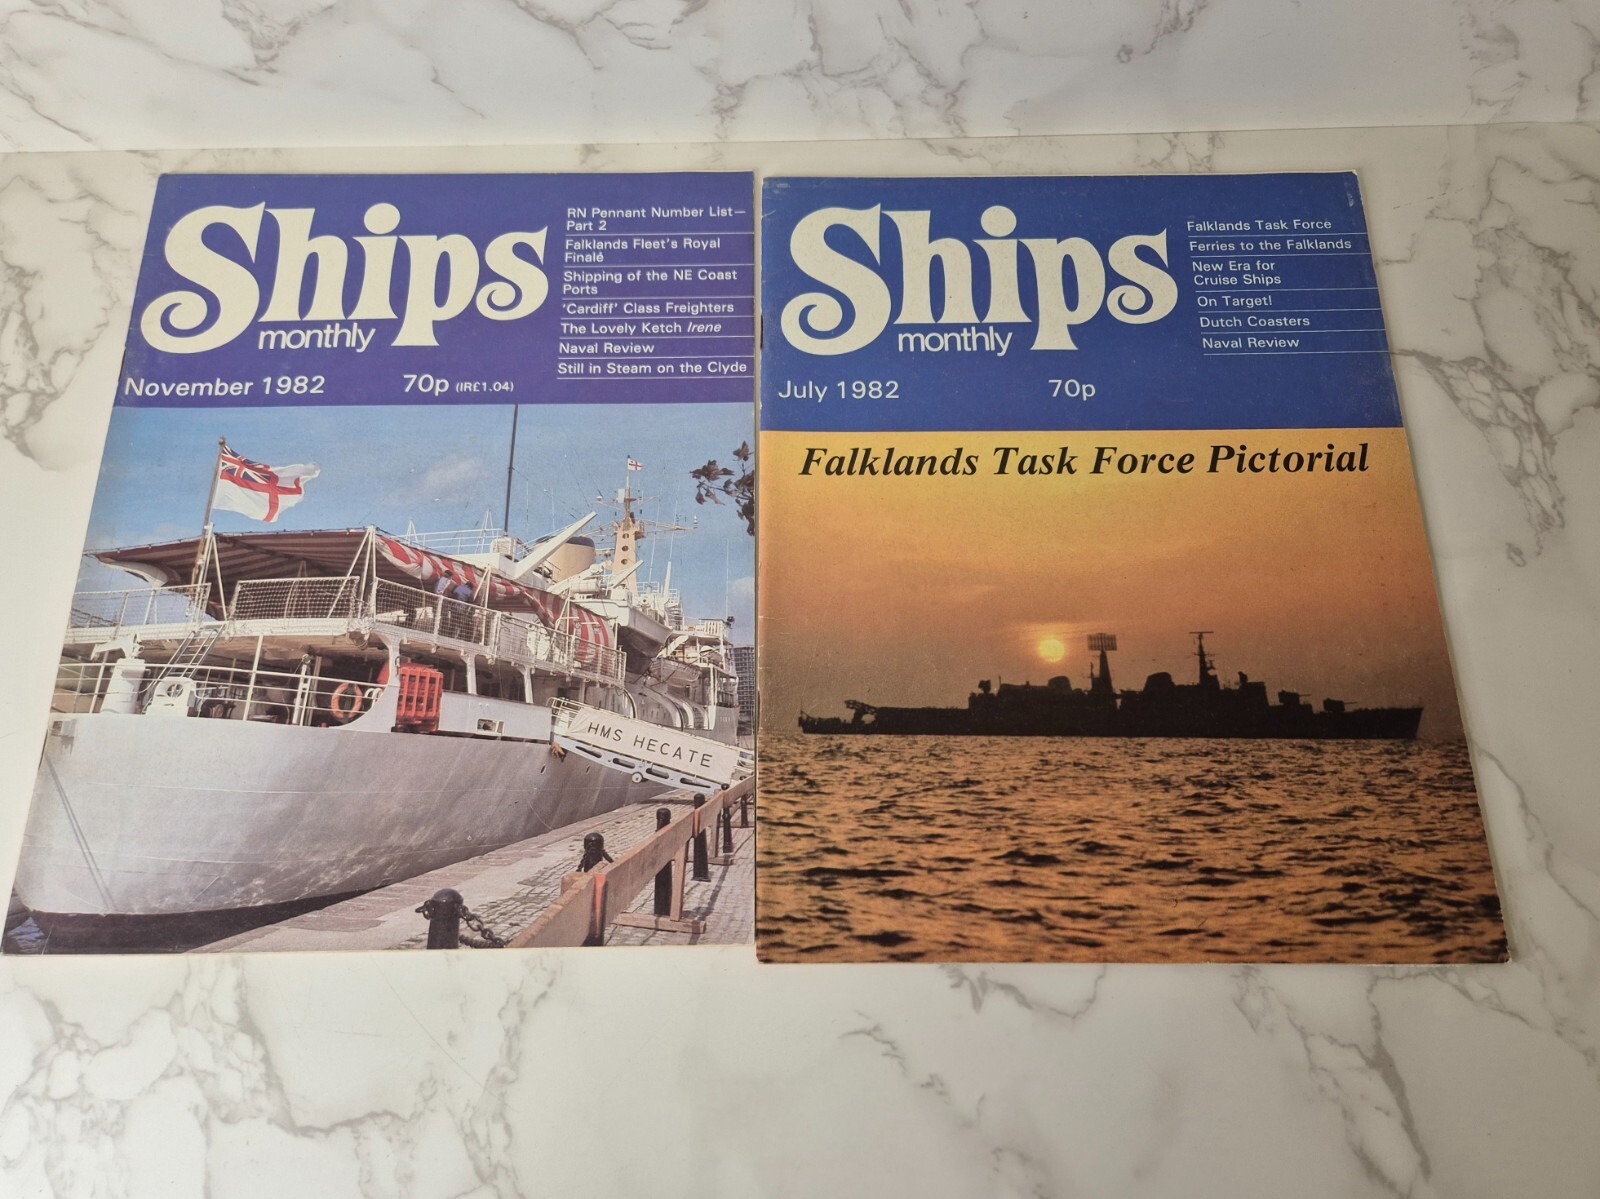 Ships
monthly
November 1982
70p (IR£1.04)
RN Pennant Number List—
Part 2
Falklands Fleet's Royal
Finalé
Shipping of the NE Coast
Ports
'Cardiff' Class Freighters
The Lovely Ketch Irene
Naval Review
Still in Steam on the Clyde
HMS HECATE
Ships
monthly
July 1982
70p
Falklands Task Force
Ferries to the Falklands
New Era for
Cruise Ships
On Target!
Dutch Coasters
Naval Review
Falklands Task Force Pictorial